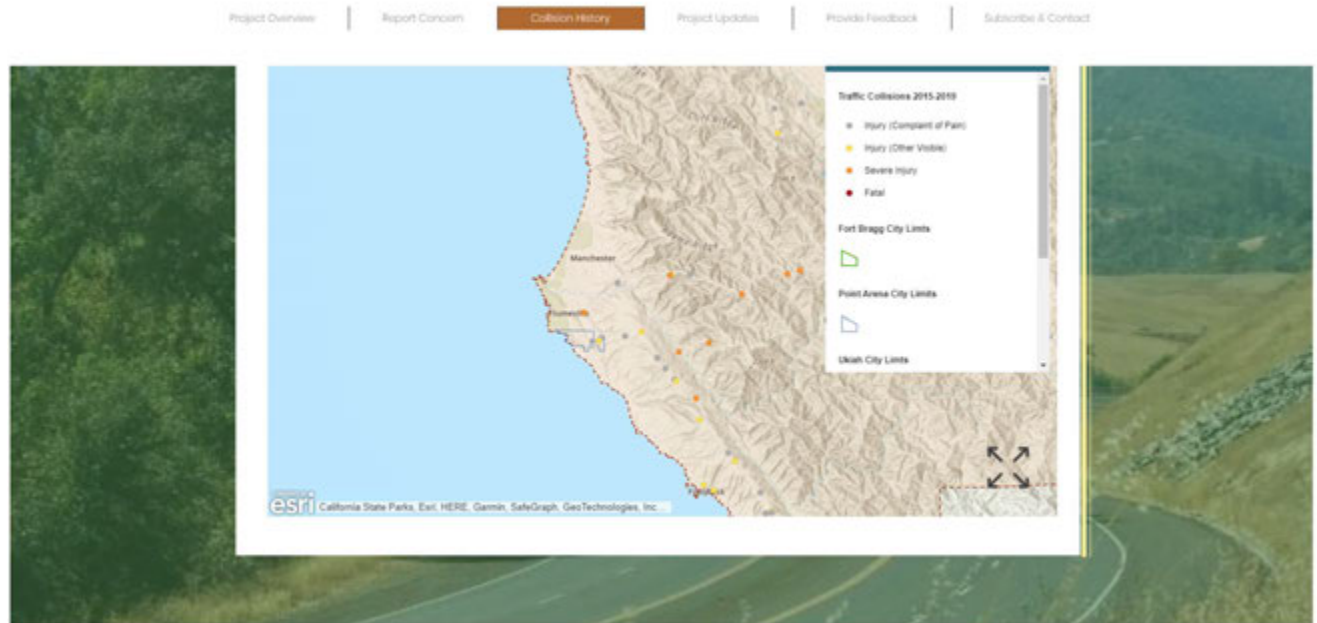 Project Overview
Report Concern
Collision History
Project Updates
Provide Feedback
Subscribe & Contact
Traffic Collisions 2015-2019
Injury (Complaint of Pain)
Injury (Other Visible)
Severe Injury
Fatal
Fort Bragg City Limits
Point Arena City Limits
Ukiah City Limits
Manchester
esri
California State Parks, Esri, HERE, Garmin, SafeGraph, GeoTechnologies, Inc